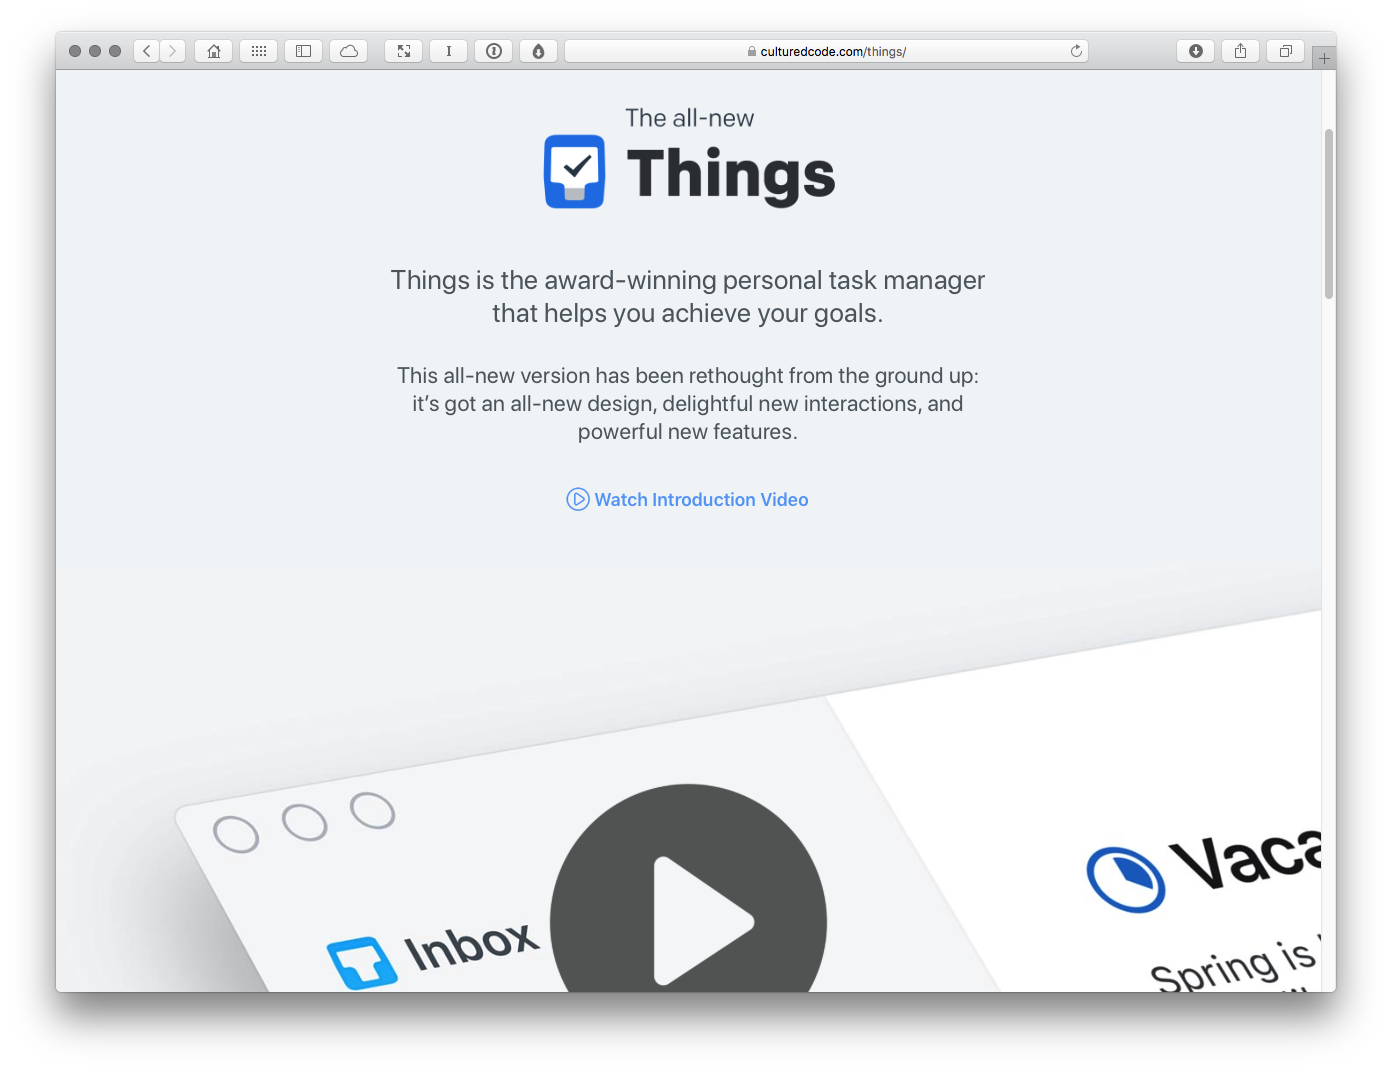 culturedcode.com/things/
The all-new
Things
Things is the award-winning personal task manager
that helps you achieve your goals.
This all-new version has been rethought from the ground up:
it’s got an all-new design, delightful new interactions, and
powerful new features.
Watch Introduction Video
Inbox
Vaca
Spring is